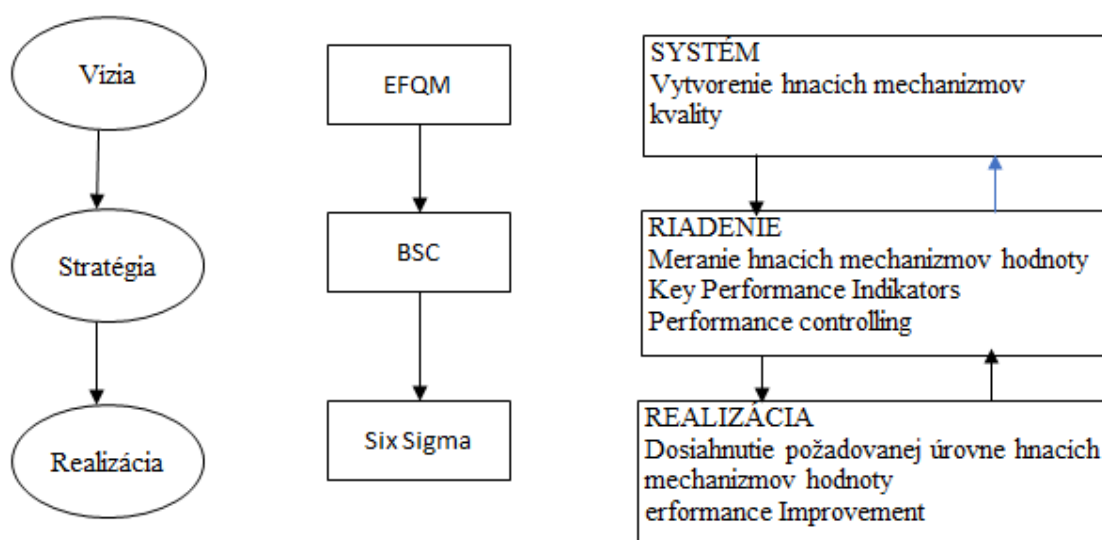 Vízia
Stratégia
Realizácia
EFQM
BSC
Six Sigma
SYSTÉM
Vytvorenie hnacích mechanizmov
kvality
RIADENIE
Meranie hnacích mechanizmov hodnoty
Key Performance Indikators
Performance controlling
REALIZÁCIA
Dosiahnutie požadovanej úrovne hnacích
mechanizmov hodnoty
erformance Improvement